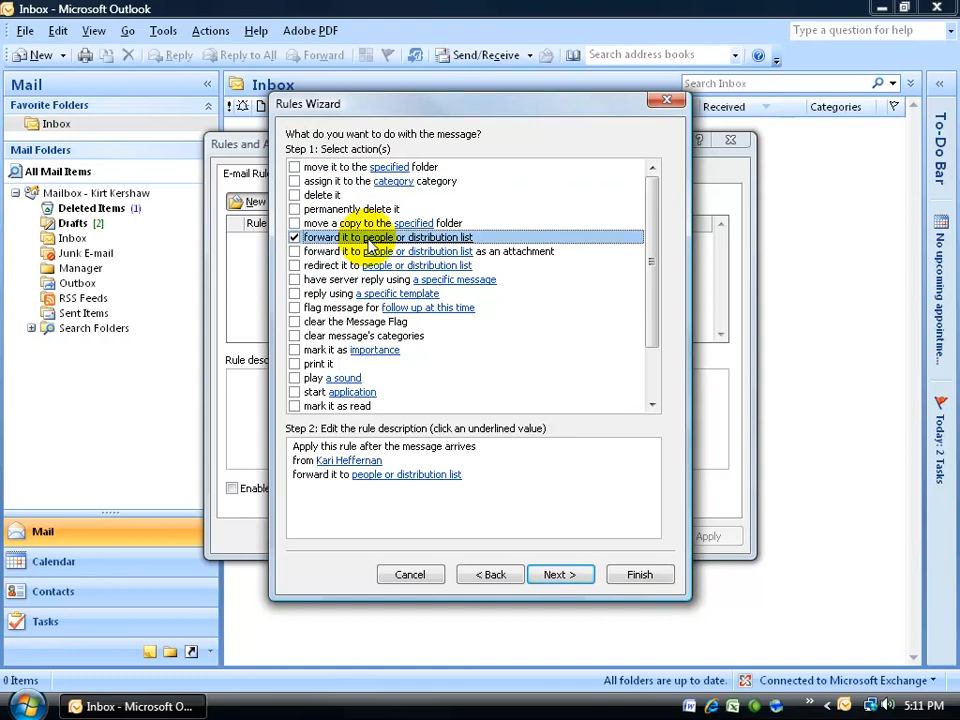 Inbox - Microsoft Outlook
File Edit View Go Tools Actions Help Adobe PDF
Type a question for help
New Reply Reply to All Forward Send/Receive Search address books
Mail
Favorite Folders
Inbox
Mail Folders
All Mail Items
Mailbox - Kirt Kershaw
Deleted Items (1)
Drafts [2]
Inbox
Junk E-mail
Manager
Outbox
RSS Feeds
Sent Items
Search Folders
Mail
Calendar
Contacts
Tasks
Inbox
Search Inbox
Received Categories
Rules and A
E-mail Rule
New
Rule
Rule desc
Enable
Apply
Rules Wizard
What do you want to do with the message?
Step 1: Select action(s)
move it to the specified folder
assign it to the category category
delete it
permanently delete it
move a copy to the specified folder
forward it to people or distribution list
forward it to people or distribution list as an attachment
redirect it to people or distribution list
have server reply using a specific message
reply using a specific template
flag message for follow up at this time
clear the Message Flag
clear message's categories
mark it as importance
print it
play a sound
start application
mark it as read
Step 2: Edit the rule description (click an underlined value)
Apply this rule after the message arrives
from Kari Heffernan
forward it to people or distribution list
Cancel < Back Next > Finish
To-Do Bar
No upcoming appointme...
Today: 2 Tasks
0 Items
All folders are up to date. Connected to Microsoft Exchange
Inbox - Microsoft O...
5:11 PM